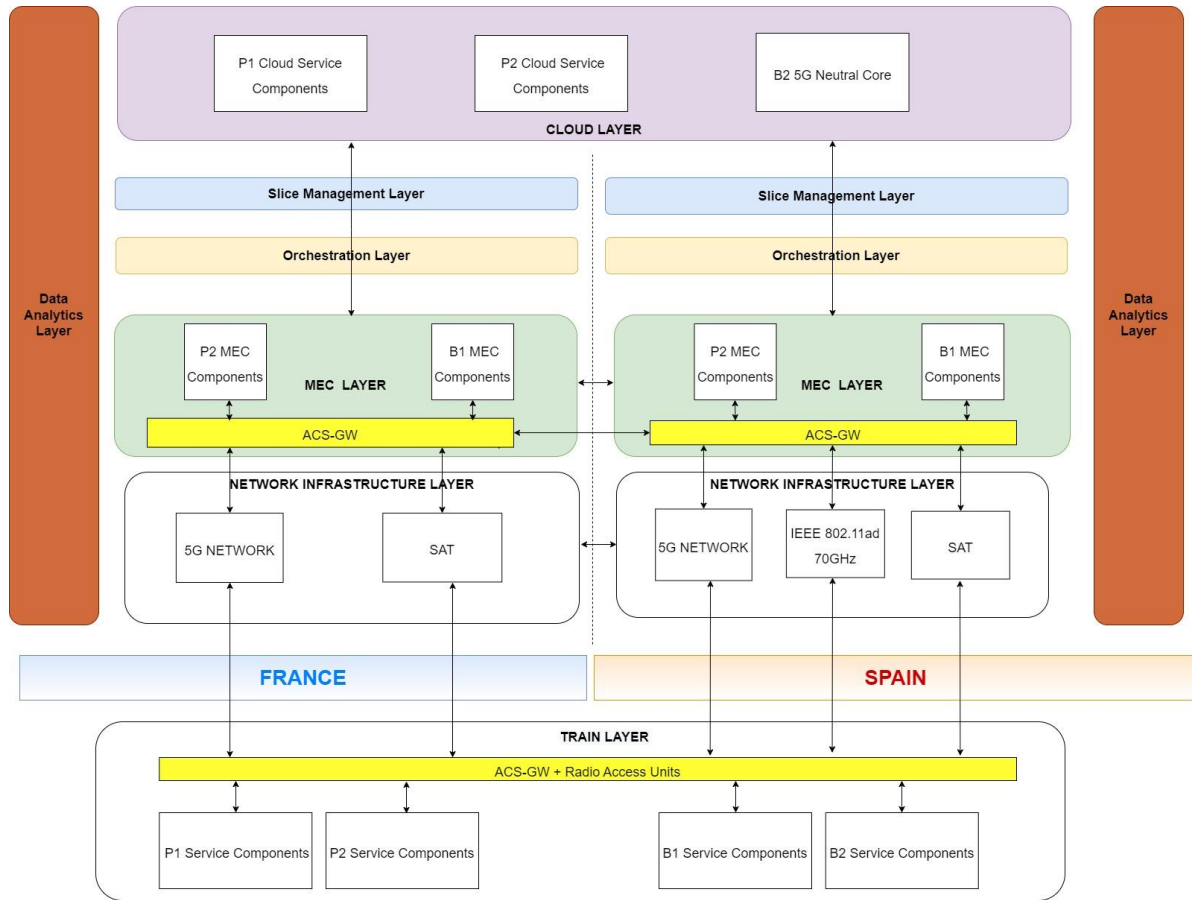 P1 Cloud Service
Components
P2 Cloud Service
Components
B2 5G Neutral Core
CLOUD LAYER
Slice Management Layer
Slice Management Layer
Orchestration Layer
Orchestration Layer
Data
Analytics
Layer
Data
Analytics
Layer
P2 MEC
Components
B1 MEC
Components
MEC LAYER
ACS-GW
P2 MEC
Components
B1 MEC
Components
MEC LAYER
ACS-GW
NETWORK INFRASTRUCTURE LAYER
5G NETWORK
SAT
NETWORK INFRASTRUCTURE LAYER
5G NETWORK
IEEE 802.11ad
70GHz
SAT
FRANCE
SPAIN
TRAIN LAYER
ACS-GW + Radio Access Units
P1 Service Components
P2 Service Components
B1 Service Components
B2 Service Components